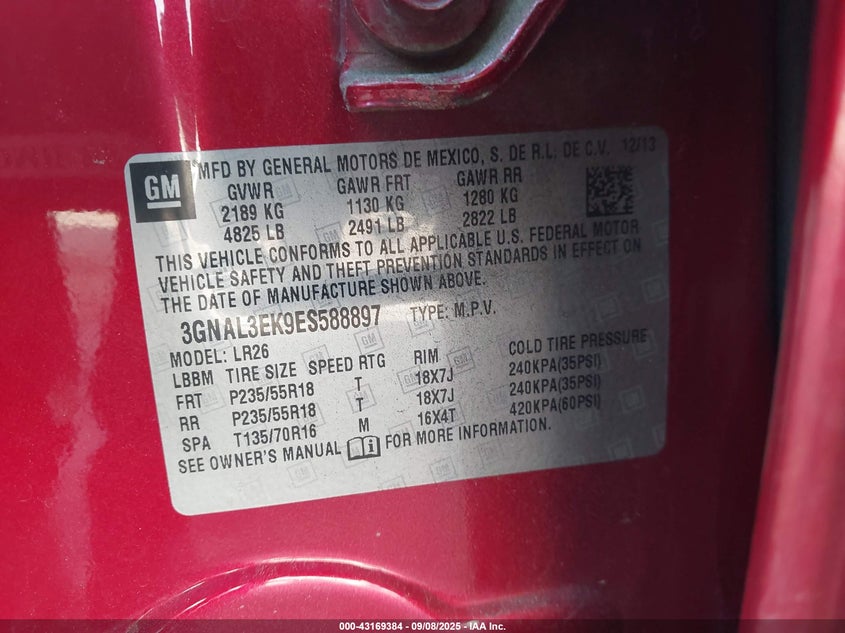 GM
MFD BY GENERAL MOTORS DE MEXICO, S. DE R.L. DE C.V. 12/13
GVWR GAWR FRT GAWR RR
2189 KG 1130 KG 1280 KG
4825 LB 2491 LB 2822 LB
THIS VEHICLE CONFORMS TO ALL APPLICABLE U.S. FEDERAL MOTOR
VEHICLE SAFETY AND THEFT PREVENTION STANDARDS IN EFFECT ON
THE DATE OF MANUFACTURE SHOWN ABOVE.
3GNAL3EK9ES588897 TYPE: M.P.V.
MODEL: LR26
LBBM TIRE SIZE SPEED RTG RIM COLD TIRE PRESSURE
FRT P235/55R18 T 18X7J 240KPA(35PSI)
RR P235/55R18 T 18X7J 240KPA(35PSI)
SPA T135/70R16 M 16X4T 420KPA(60PSI)
SEE OWNER'S MANUAL FOR MORE INFORMATION.
000-43169384 - 09/08/2025 - IAA Inc.